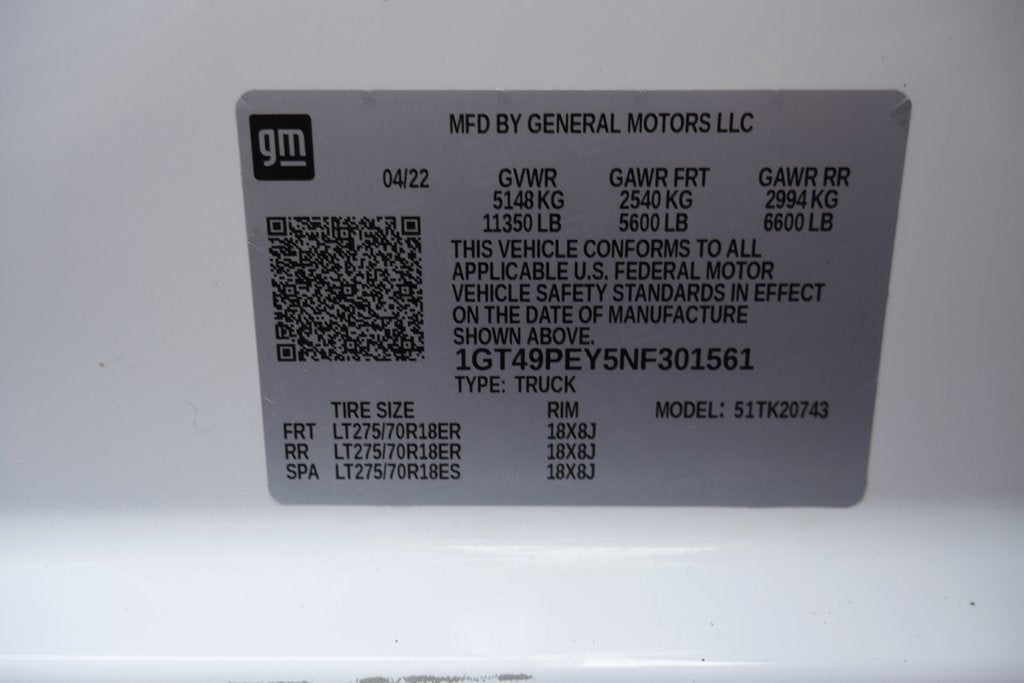 gm
MFD BY GENERAL MOTORS LLC
04/22 GVWR GAWR FRT GAWR RR
5148 KG 2540 KG 2994 KG
11350 LB 5600 LB 6600 LB
THIS VEHICLE CONFORMS TO ALL
APPLICABLE U.S. FEDERAL MOTOR
VEHICLE SAFETY STANDARDS IN EFFECT
ON THE DATE OF MANUFACTURE
SHOWN ABOVE.
1GT49PEY5NF301561
TYPE: TRUCK
TIRE SIZE RIM MODEL: 51TK20743
FRT LT275/70R18ER 18X8J
RR LT275/70R18ER 18X8J
SPA LT275/70R18ES 18X8J